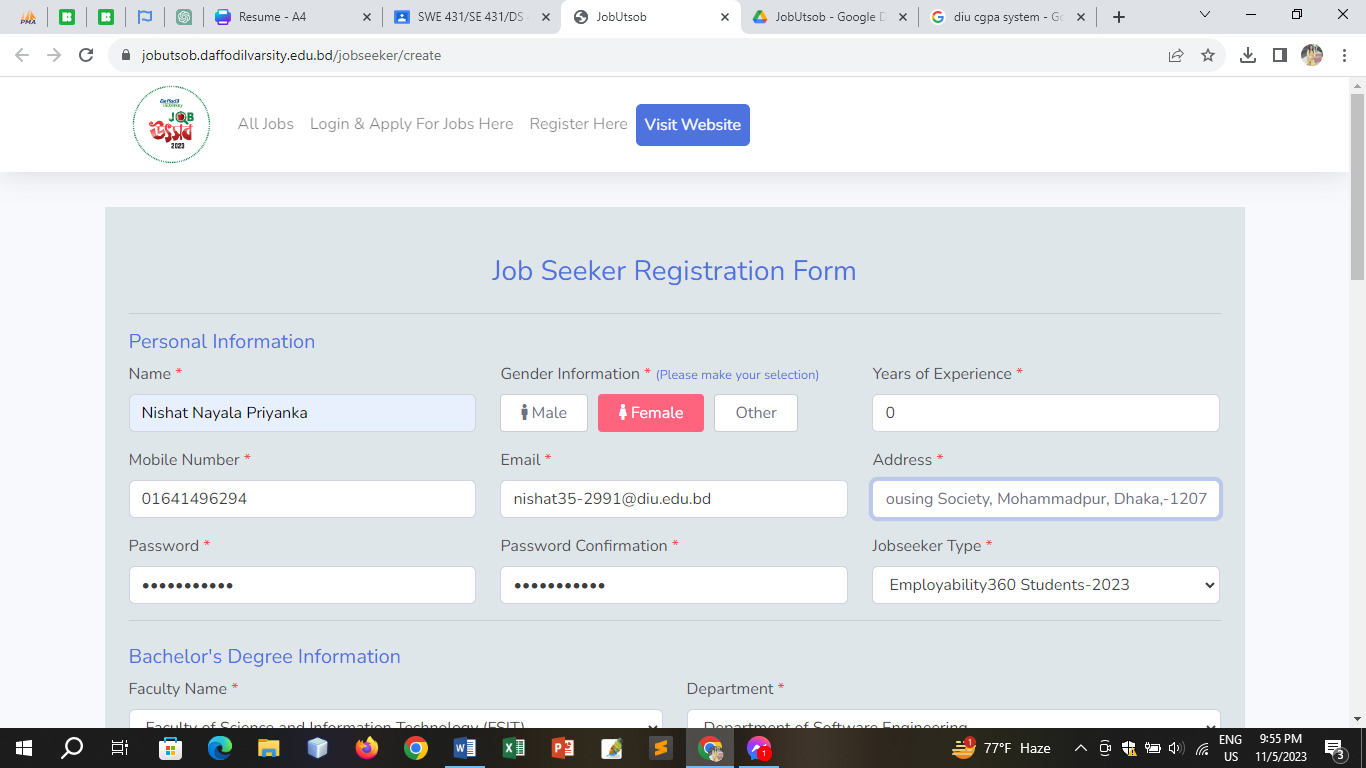 Resume - A4
SWE 431/SE 431/DS
JobUtsob
JobUtsob - Google D
diu cgpa system - Go
jobutsob.daffodilvarsity.edu.bd/jobseeker/create
JOB
উৎসব
2023
All Jobs
Login & Apply For Jobs Here
Register Here
Visit Website
Job Seeker Registration Form
Personal Information
Name *
Gender Information * (Please make your selection)
Years of Experience *
Nishat Nayala Priyanka
Male
Female
Other
0
Mobile Number *
Email *
Address *
01641496294
nishat35-2991@diu.edu.bd
ousing Society, Mohammadpur, Dhaka,-1207
Password *
Password Confirmation *
Jobseeker Type *
•••••••••••
•••••••••••
Employability360 Students-2023
Bachelor's Degree Information
Faculty Name *
Department *
Faculty of Science and Information Technology (FSIT)
Department of Software Engineering
1
77°F Haze
ENG
US
9:55 PM
11/5/2023
3
1